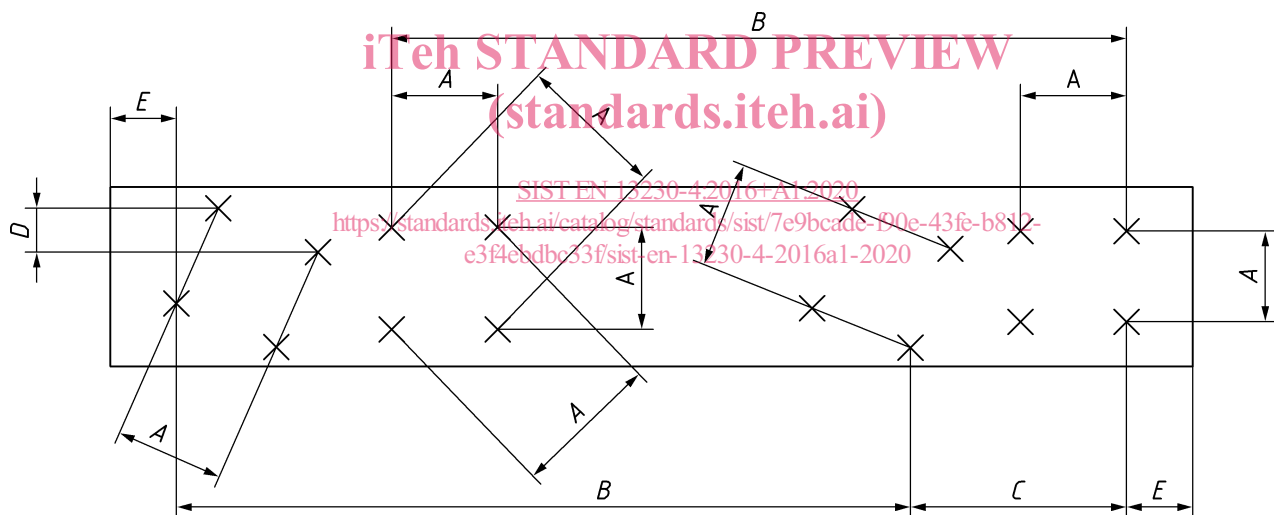 B
iTeh STANDARD PREVIEW
A
A
E
A
(standards.iteh.ai)
SIST EN 13230-4:2016+A1:2020
A
https://standards.iteh.ai/catalog/standards/sist/7e9bcade-f90e-43fe-b812-
D
e3f4ebdbc33f/sist-en-13230-4-2016a1-2020
A
A
A
A
B
C
E